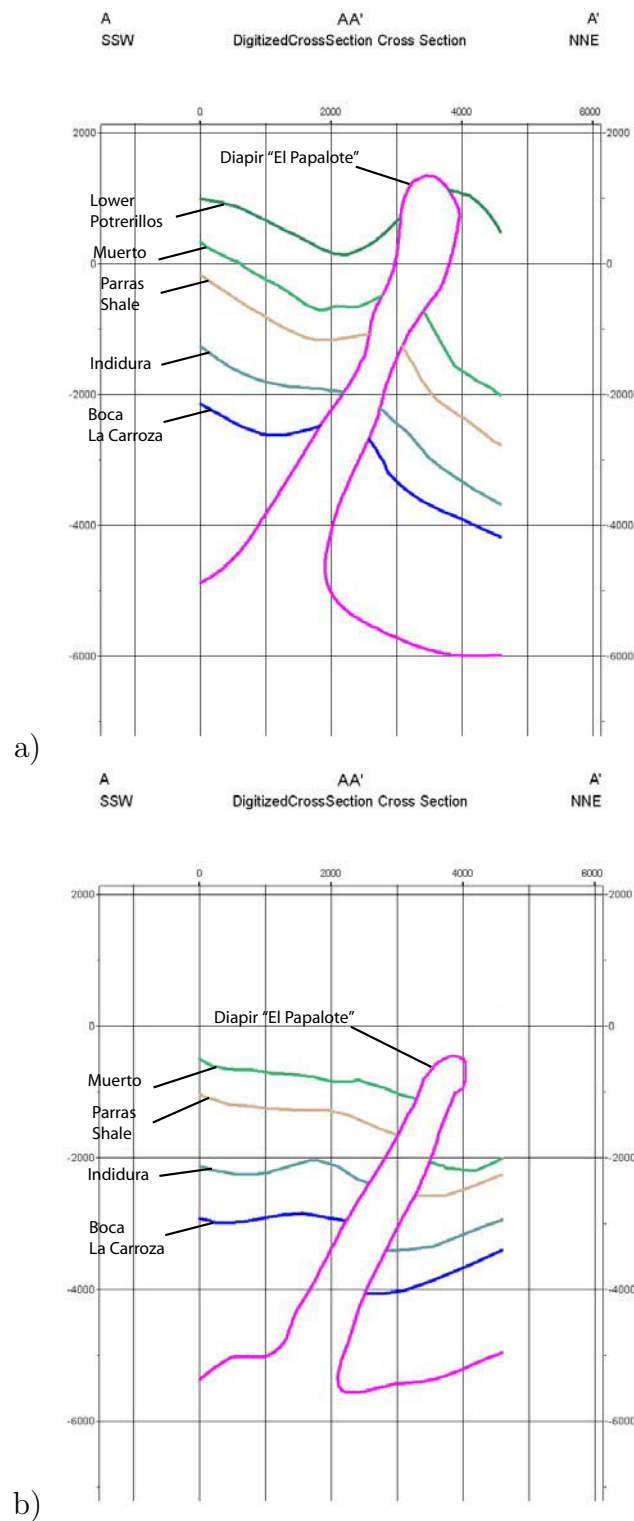 A AA' A'
SSW DigitizedCrossSection Cross Section NNE
0 2000 4000 6000
2000 2000
Diapir "El Papalote"
Lower
Potrerillos
Muerto
0 0
Parras
Shale
Indidura
-2000 -2000
Boca
La Carroza
-4000 -4000
-6000 -6000
a)
A AA' A'
SSW DigitizedCrossSection Cross Section NNE
0 2000 4000 6000
2000 2000
Diapir "El Papalote"
0 0
Muerto
Parras
Shale
-2000 -2000
Indidura
Boca
La Carroza
-4000 -4000
-6000 -6000
b)